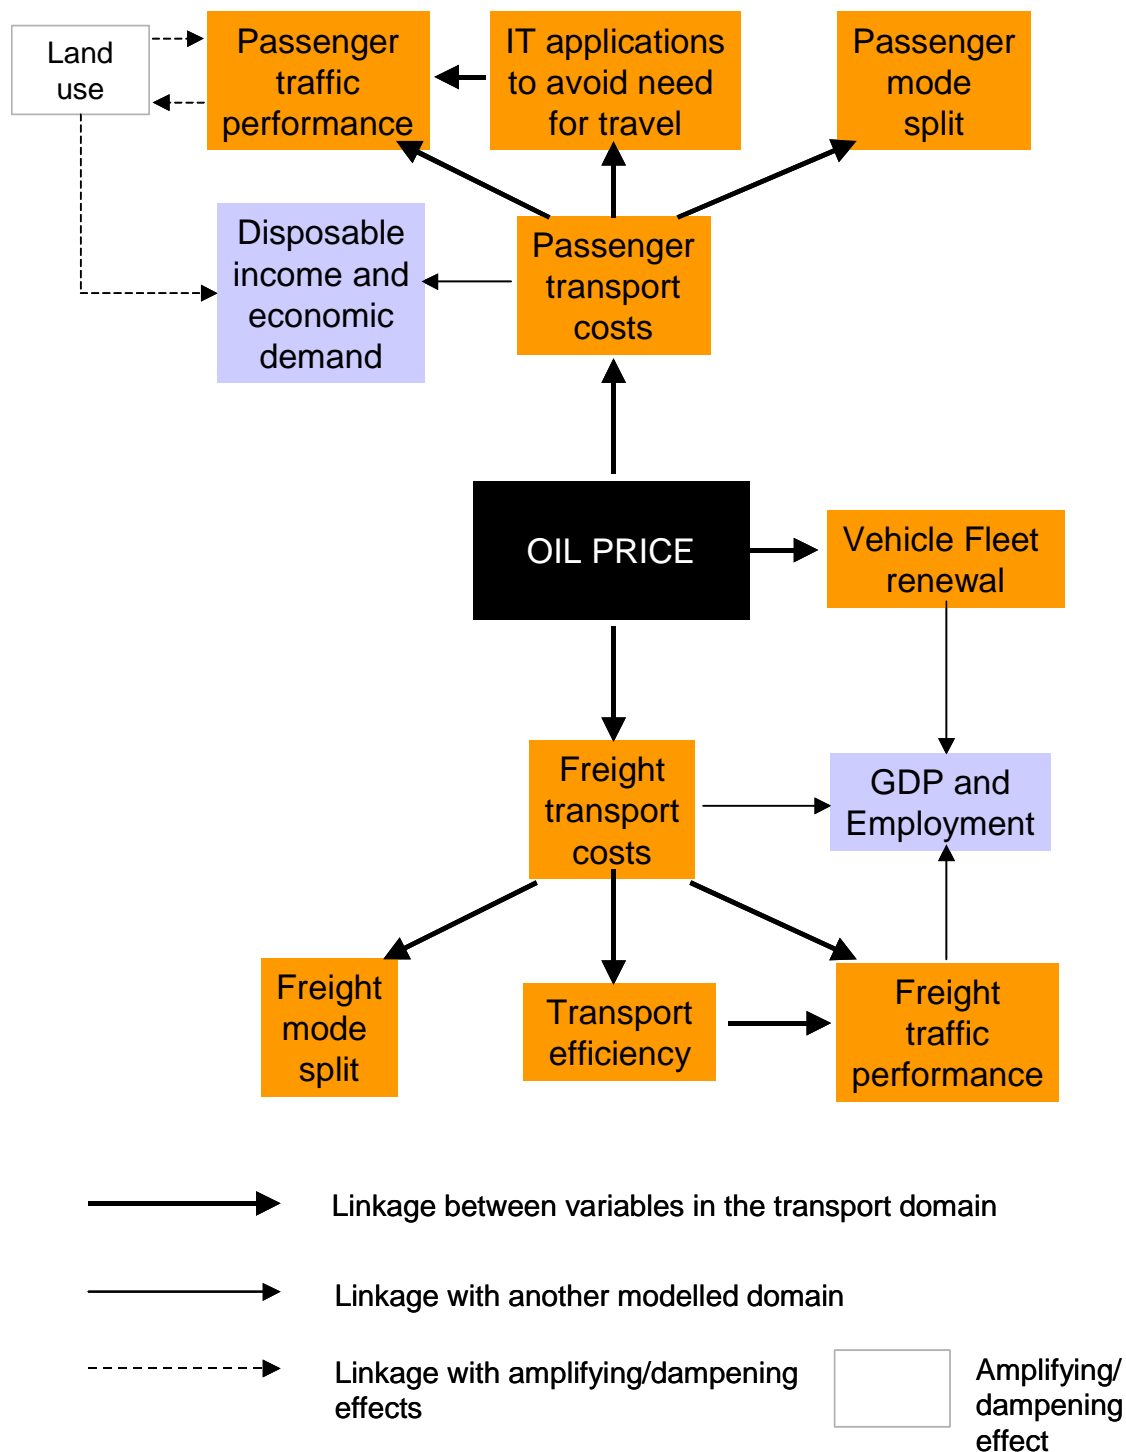 Land
use
Passenger
traffic
performance
IT applications
to avoid need
for travel
Passenger
mode
split
Disposable
income and
economic
demand
Passenger
transport
costs
OIL PRICE
Vehicle Fleet
renewal
Freight
transport
costs
GDP and
Employment
Freight
mode
split
Transport
efficiency
Freight
traffic
performance
Linkage between variables in the transport domain
Linkage with another modelled domain
Linkage with amplifying/dampening
effects
Amplifying/
dampening
effect